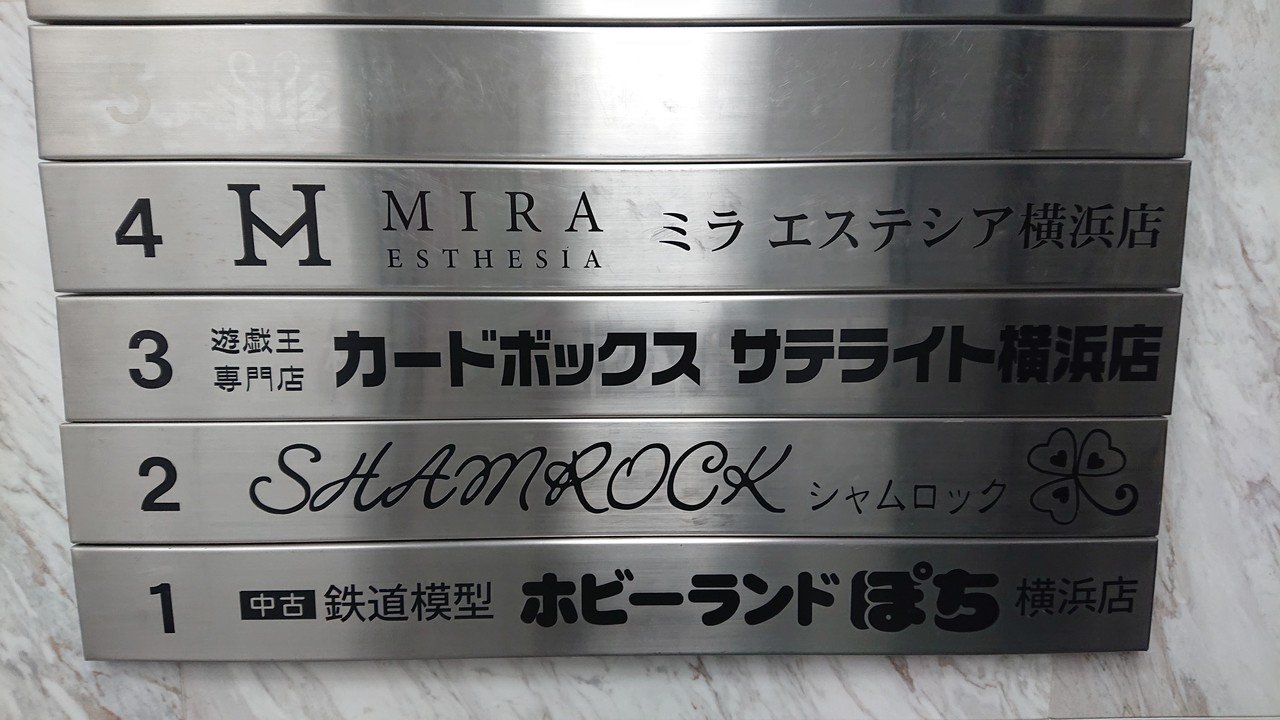 3
4 MIRA ESTHESIA ミラ エステシア横浜店
3 遊戯王専門店 カードボックス サテライト横浜店
2 SHAMROCK シャムロック
1 中古 鉄道模型 ホビーランドぽち 横浜店